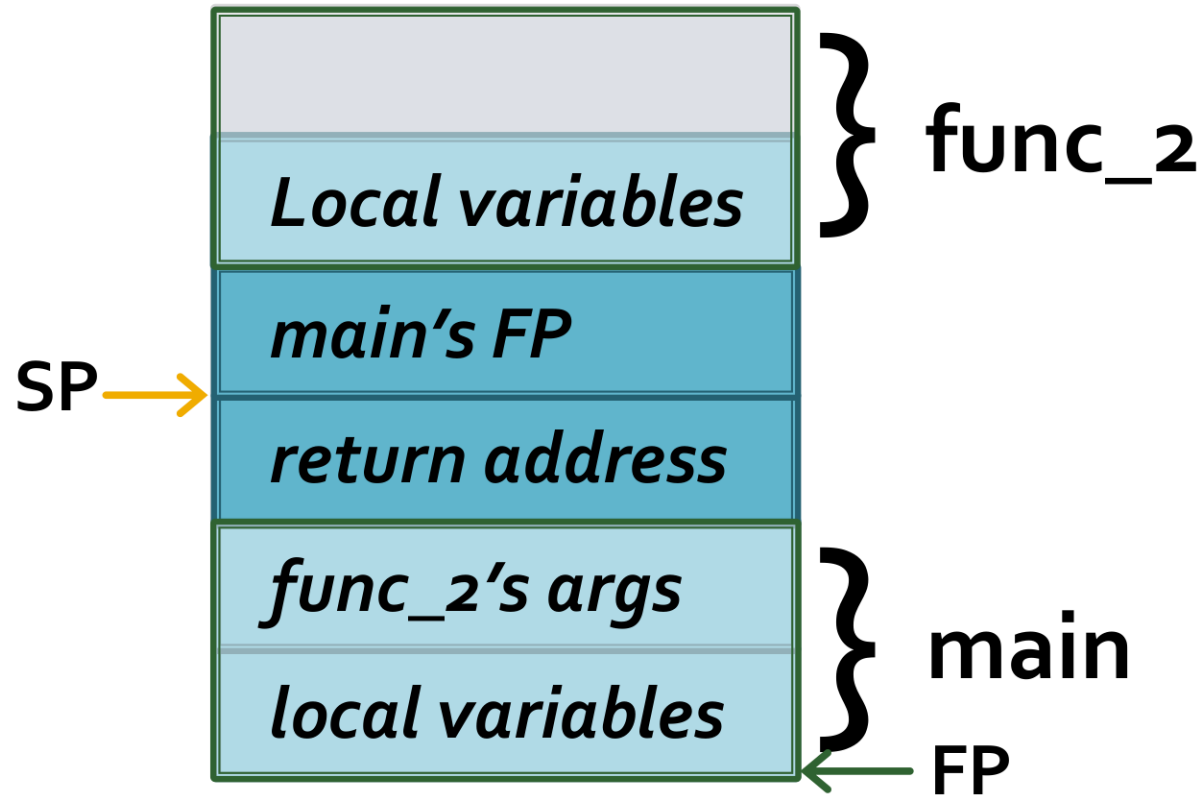 func_2
Local variables
main’s FP
SP
return address
func_2’s args
main
local variables
FP